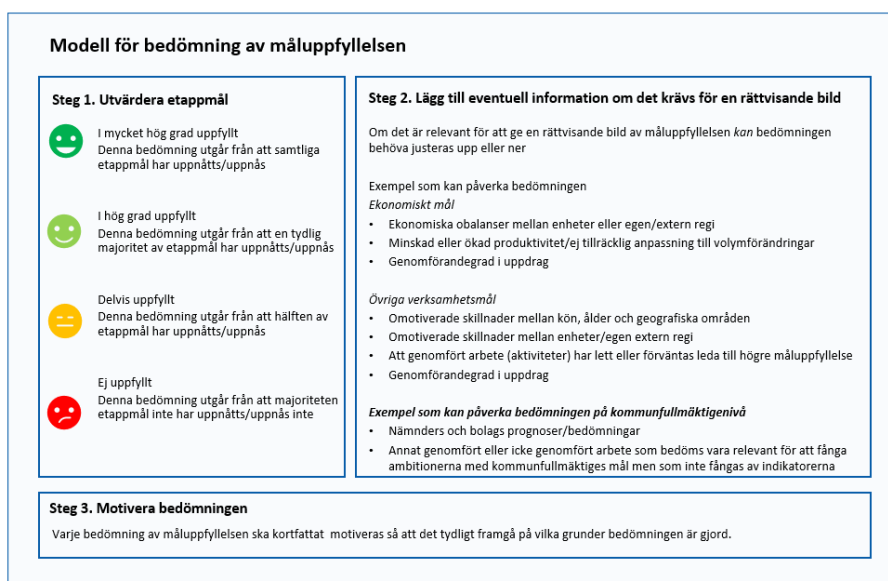 Modell för bedömning av måluppfyllelsen
Steg 1. Utvärdera etappmål
I mycket hög grad uppfyllt
Denna bedömning utgår från att samtliga
etappmål har uppnåtts/uppnås
I hög grad uppfyllt
Denna bedömning utgår från att en tydlig
majoritet av etappmål har uppnåtts/uppnås
Delvis uppfyllt
Denna bedömning utgår från att hälften av
etappmål har uppnåtts/uppnås
Ej uppfyllt
Denna bedömning utgår från att majoriteten
etappmål inte har uppnåtts/uppnås inte
Steg 2. Lägg till eventuell information om det krävs för en rättvisande bild
Om det är relevant för att ge en rättvisande bild av måluppfyllelsen kan bedömningen
behöva justeras upp eller ner
Exempel som kan påverka bedömningen
Ekonomiskt mål
• Ekonomiska obalanser mellan enheter eller egen/extern regi
• Minskad eller ökad produktivitet/ej tillräcklig anpassning till volymförändringar
• Genomförandegrad i uppdrag
Övriga verksamhetsmål
• Omotiverade skillnader mellan kön, ålder och geografiska områden
• Omotiverade skillnader mellan enheter/egen extern regi
• Att genomfört arbete (aktiviteter) har lett eller förväntas leda till högre måluppfyllelse
• Genomförandegrad i uppdrag
Exempel som kan påverka bedömningen på kommunfullmäktigenivå
• Nämnders och bolags prognoser/bedömningar
• Annat genomfört eller icke genomfört arbete som bedöms vara relevant för att fånga
ambitionerna med kommunfullmäktiges mål men som inte fångas av indikatorerna
Steg 3. Motivera bedömningen
Varje bedömning av måluppfyllelsen ska kortfattat motiveras så att det tydligt framgå på vilka grunder bedömningen är gjord.